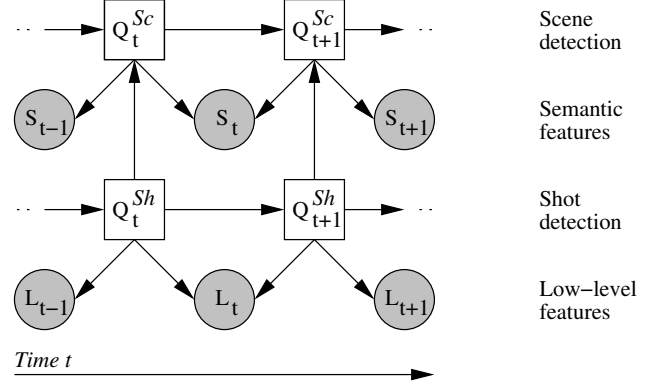 .. Q_t^Sc Q_t+1^Sc .. Scene
detection
S_t−1 S_t S_t+1 Semantic
features
.. Q_t^Sh Q_t+1^Sh .. Shot
detection
L_t−1 L_t L_t+1 Low−level
features
Time t